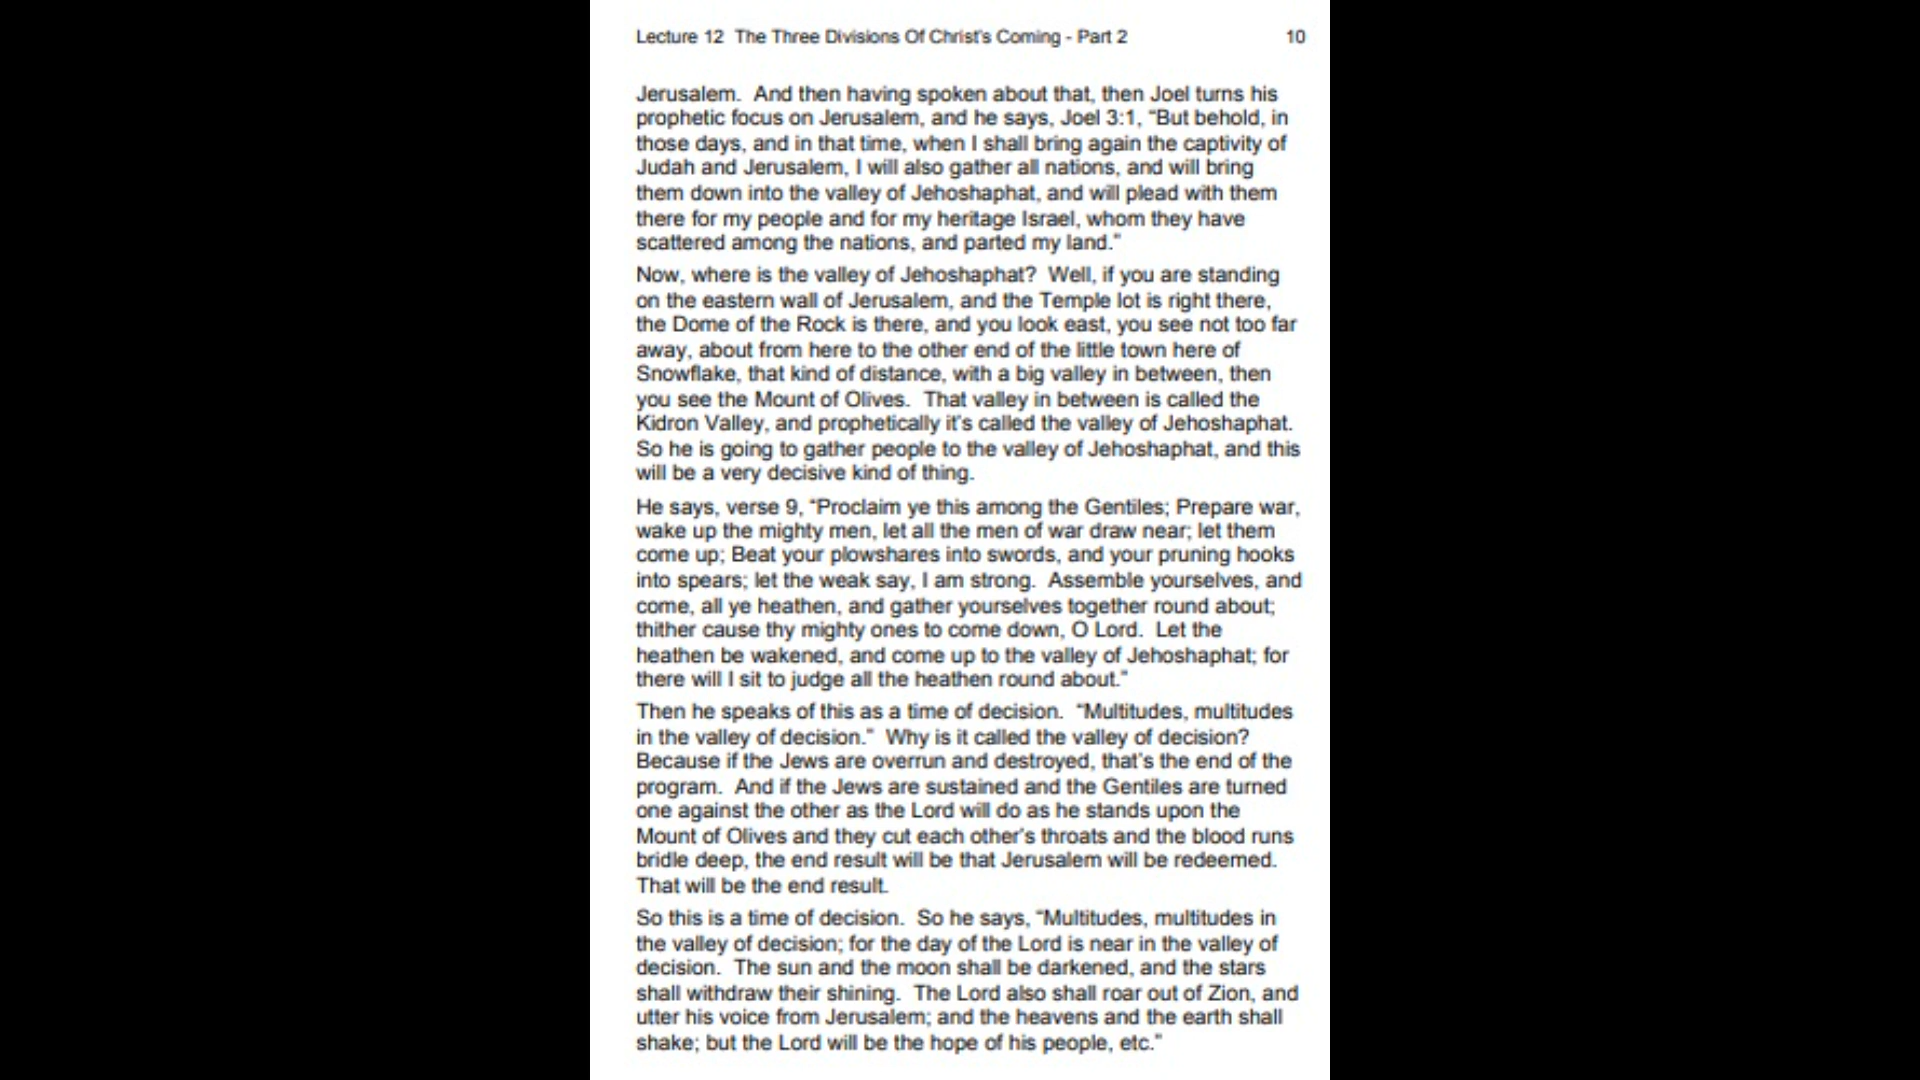 Lecture 12 The Three Divisions Of Christ's Coming - Part 2 10
Jerusalem. And then having spoken about that, then Joel turns his
prophetic focus on Jerusalem, and he says, Joel 3:1, “But behold, in
those days, and in that time, when I shall bring again the captivity of
Judah and Jerusalem, I will also gather all nations, and will bring
them down into the valley of Jehoshaphat, and will plead with them
there for my people and for my heritage Israel, whom they have
scattered among the nations, and parted my land.”
Now, where is the valley of Jehoshaphat? Well, if you are standing
on the eastern wall of Jerusalem, and the Temple lot is right there,
the Dome of the Rock is there, and you look east, you see not too far
away, about from here to the other end of the little town here of
Snowflake, that kind of distance, with a big valley in between, then
you see the Mount of Olives. That valley in between is called the
Kidron Valley, and prophetically it's called the valley of Jehoshaphat.
So he is going to gather people to the valley of Jehoshaphat, and this
will be a very decisive kind of thing.
He says, verse 9, “Proclaim ye this among the Gentiles; Prepare war,
wake up the mighty men, let all the men of war draw near; let them
come up; Beat your plowshares into swords, and your pruning hooks
into spears; let the weak say, I am strong. Assemble yourselves, and
come, all ye heathen, and gather yourselves together round about;
thither cause thy mighty ones to come down, O Lord. Let the
heathen be wakened, and come up to the valley of Jehoshaphat; for
there will I sit to judge all the heathen round about.”
Then he speaks of this as a time of decision. “Multitudes, multitudes
in the valley of decision.” Why is it called the valley of decision?
Because if the Jews are overrun and destroyed, that's the end of the
program. And if the Jews are sustained and the Gentiles are turned
one against the other as the Lord will do as he stands upon the
Mount of Olives and they cut each other's throats and the blood runs
bridle deep, the end result will be that Jerusalem will be redeemed.
That will be the end result.
So this is a time of decision. So he says, “Multitudes, multitudes in
the valley of decision; for the day of the Lord is near in the valley of
decision. The sun and the moon shall be darkened, and the stars
shall withdraw their shining. The Lord also shall roar out of Zion, and
utter his voice from Jerusalem; and the heavens and the earth shall
shake; but the Lord will be the hope of his people, etc.”